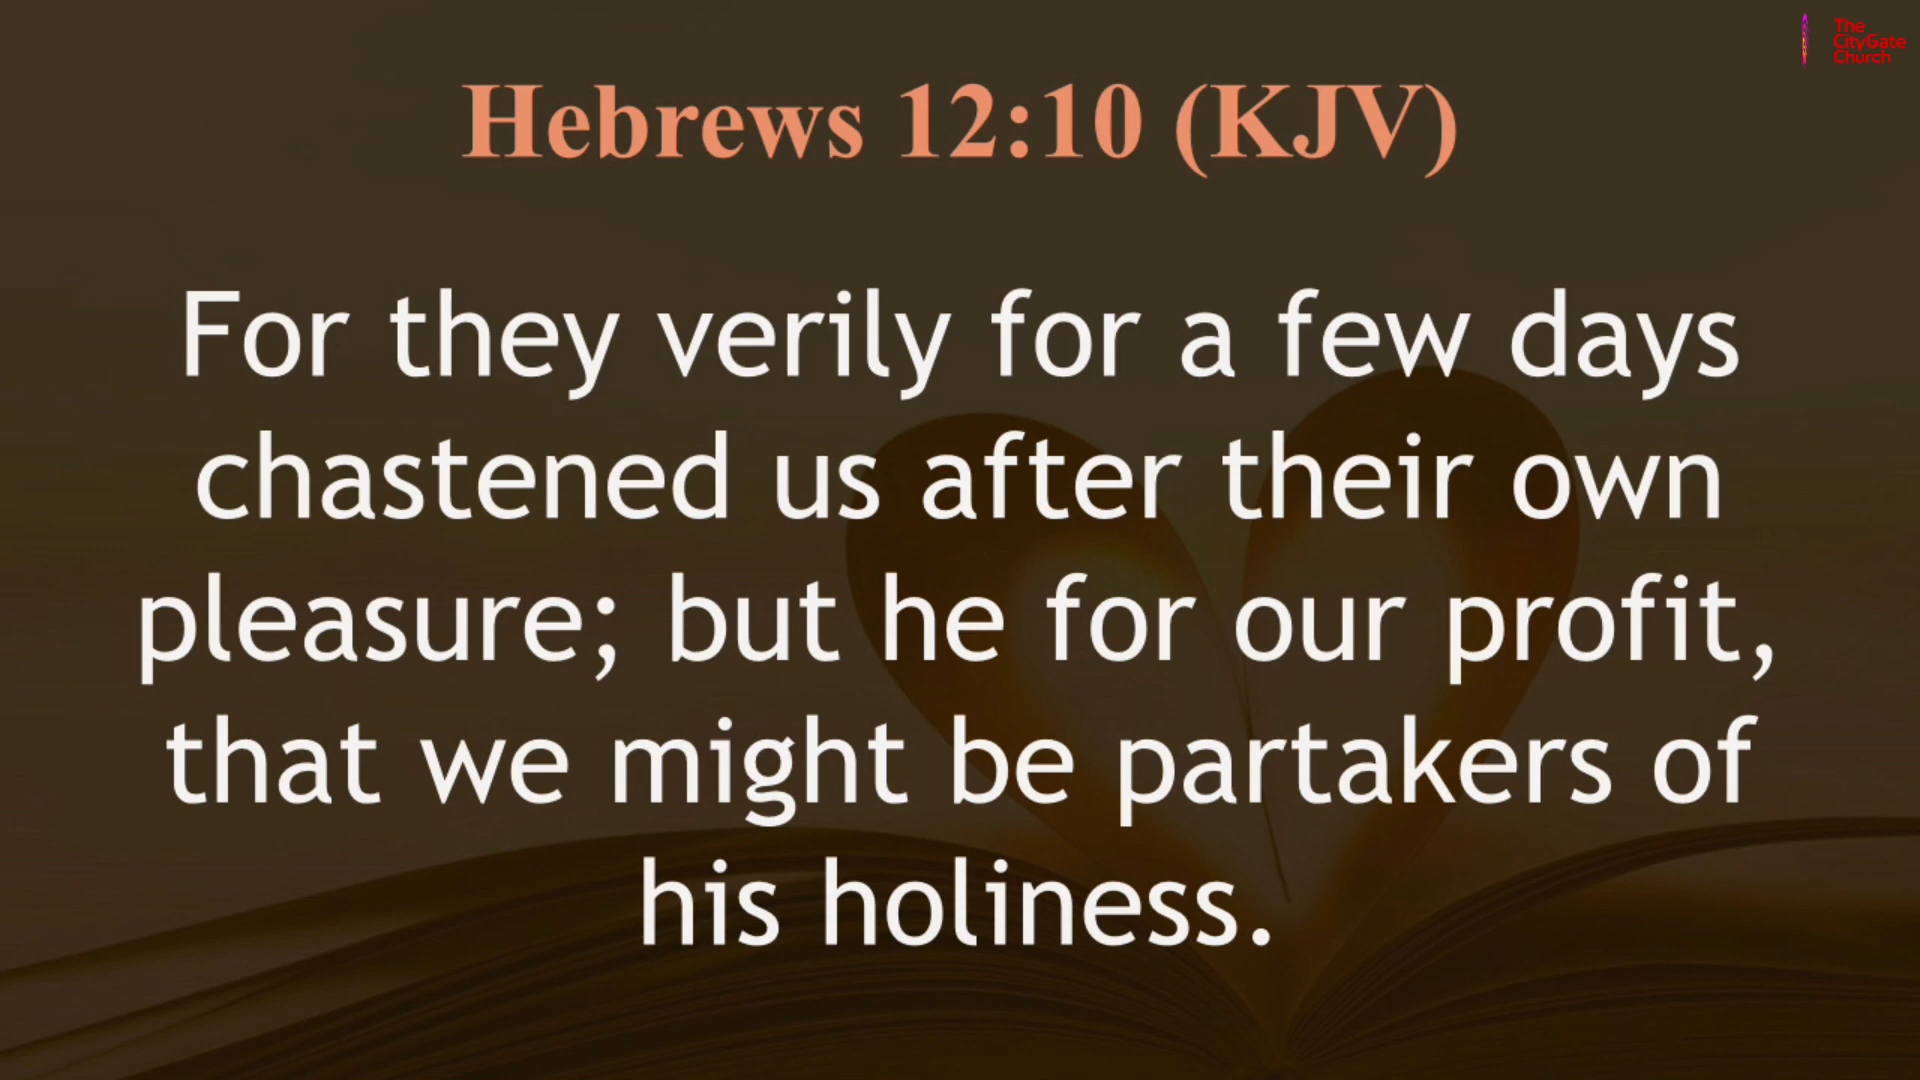 The
CityGate
Church
Hebrews 12:10 (KJV)
For they verily for a few days
chastened us after their own
pleasure; but he for our profit,
that we might be partakers of
his holiness.